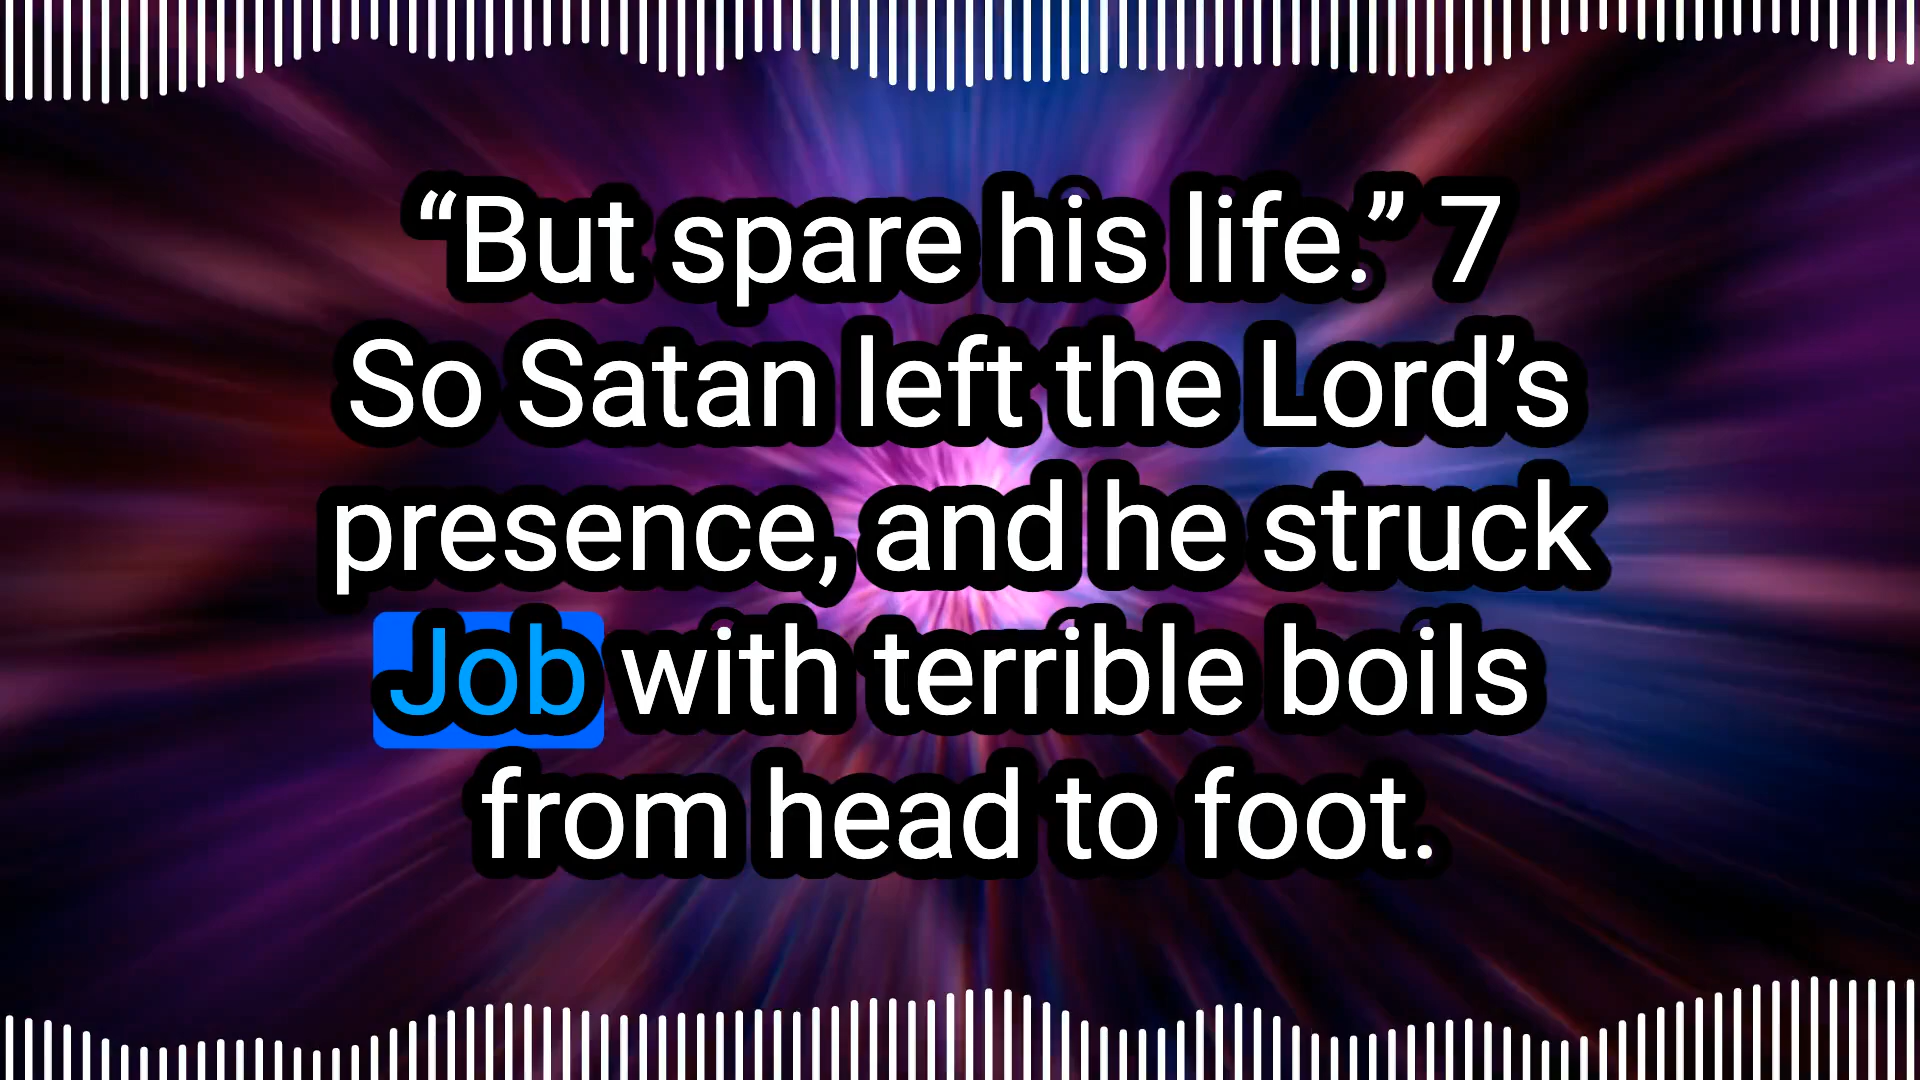 “But spare his life.” 7
So Satan left the Lord’s
presence, and he struck
Job with terrible boils
from head to foot.